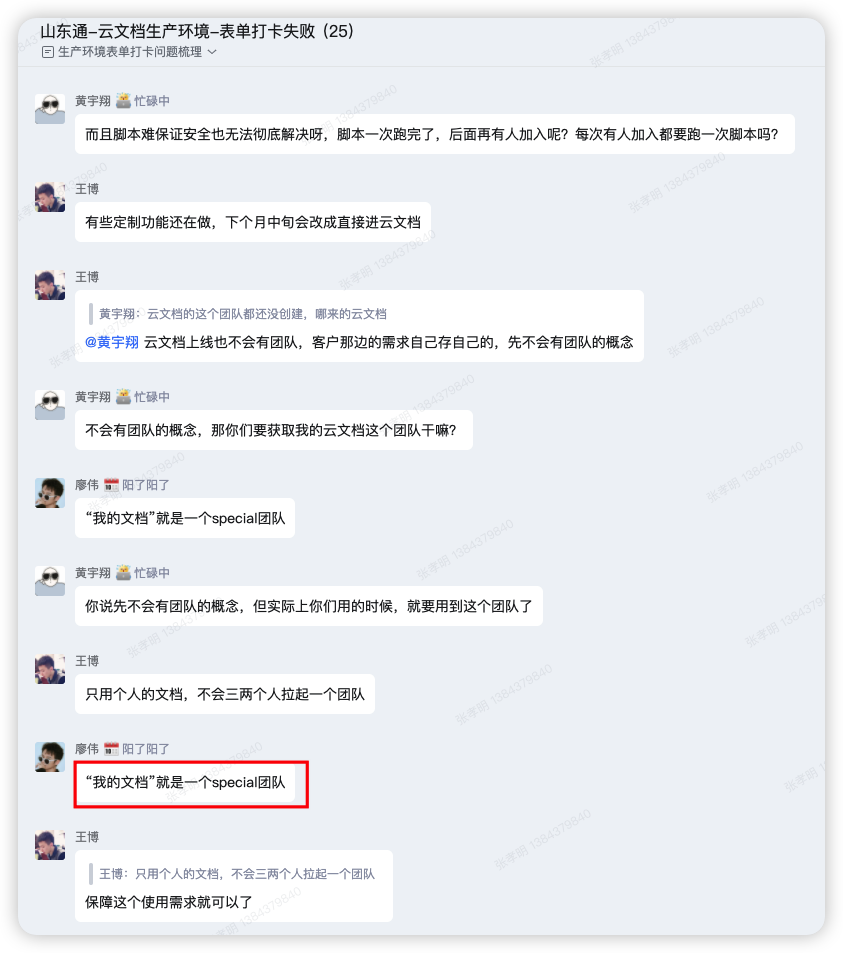 山东通-云文档生产环境-表单打卡失败（25）
生产环境表单打卡问题梳理
黄宇翔 忙碌中
而且脚本难保证安全也无法彻底解决呀，脚本一次跑完了，后面再有人加入呢？每次有人加入都要跑一次脚本吗？
王博
有些定制功能还在做，下个月中旬会改成直接进云文档
王博
黄宇翔：云文档的这个团队都还没创建，哪来的云文档
@黄宇翔 云文档上线也不会有团队，客户那边的需求自己存自己的，先不会有团队的概念
黄宇翔 忙碌中
不会有团队的概念，那你们要获取我的云文档这个团队干嘛？
廖伟 阳了阳了
“我的文档”就是一个special团队
黄宇翔 忙碌中
你说先不会有团队的概念，但实际上你们用的时候，就要用到这个团队了
王博
只用个人的文档，不会三两个人拉起一个团队
廖伟 阳了阳了
“我的文档”就是一个special团队
王博
王博：只用个人的文档，不会三两个人拉起一个团队
保障这个使用需求就可以了
张孝明 1384379840